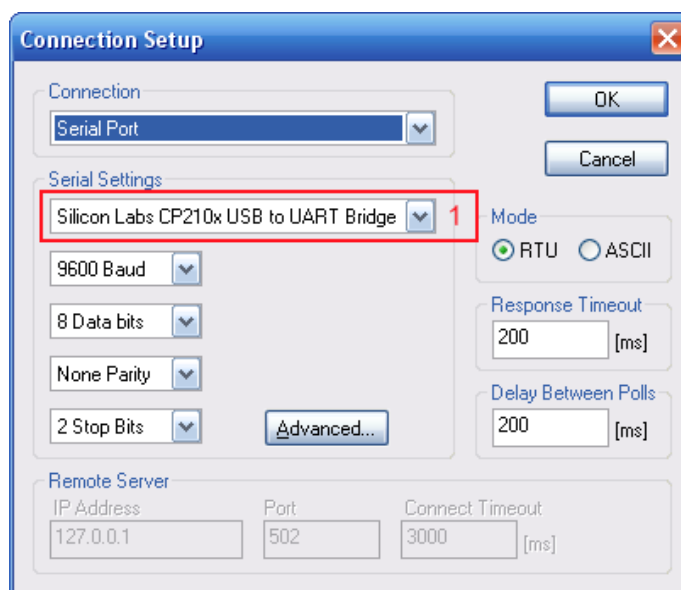 Connection Setup
Connection
Serial Port
OK
Cancel
Serial Settings
Silicon Labs CP210x USB to UART Bridge
1
Mode
RTU
ASCII
9600 Baud
8 Data bits
None Parity
2 Stop Bits
Advanced...
Response Timeout
200 [ms]
Delay Between Polls
200 [ms]
Remote Server
IP Address
Port
Connect Timeout
127.0.0.1
502
3000 [ms]